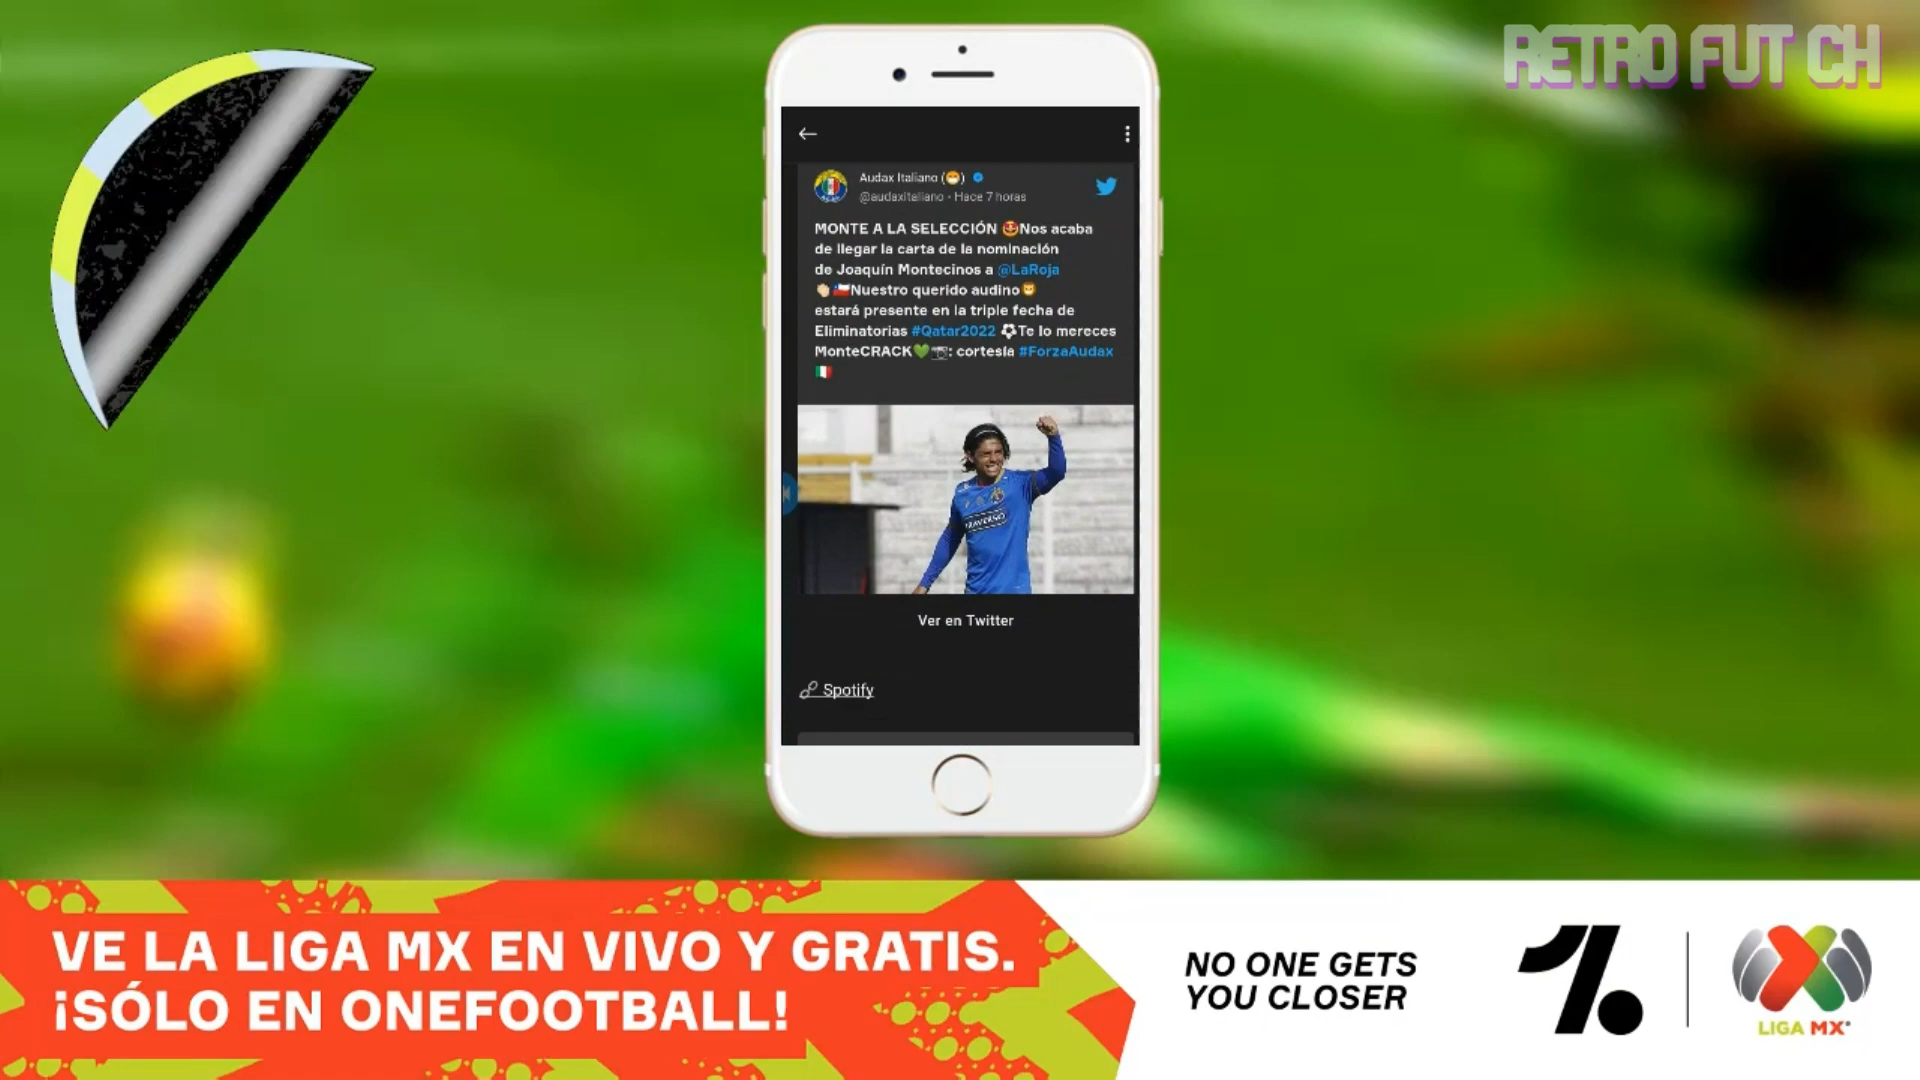 RETRO FUT CH
Audax Italiano (😷)
@audaxitaliano • Hace 7 horas
MONTE A LA SELECCIÓN 🤩Nos acaba
de llegar la carta de la nominación
de Joaquín Montecinos a @LaRoja
👏🏻🇨🇱Nuestro querido audino🦁
estará presente en la triple fecha de
Eliminatorias #Qatar2022 ⚽Te lo mereces
MonteCRACK💚📷: cortesía #ForzaAudax
🇮🇹
TRAVERSO
Ver en Twitter
Spotify
VE LA LIGA MX EN VIVO Y GRATIS.
¡SÓLO EN ONEFOOTBALL!
NO ONE GETS
YOU CLOSER
LIGA MX